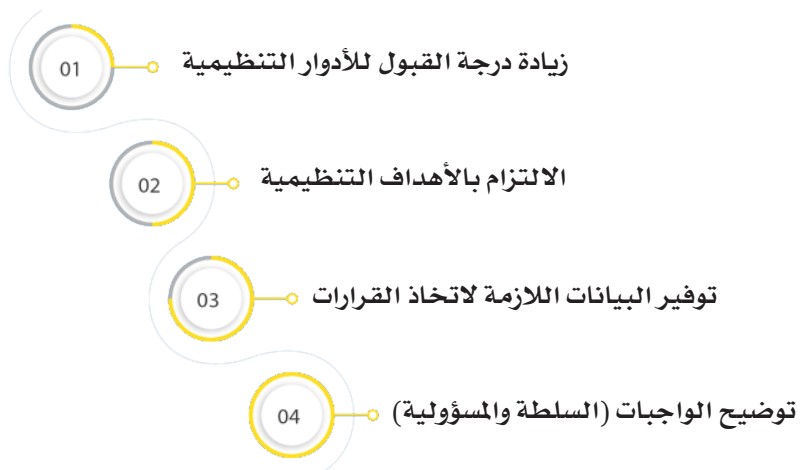 01 زيادة درجة القبول للأدوار التنظيمية
02 الالتزام بالأهداف التنظيمية
03 توفير البيانات اللازمة لاتخاذ القرارات
04 توضيح الواجبات (السلطة والمسؤولية)